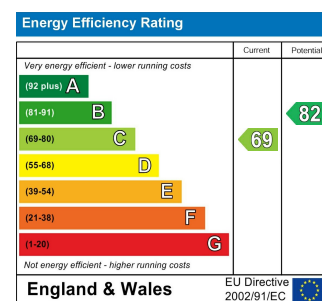 Energy Efficiency Rating
Current Potential
Very energy efficient - lower running costs
(92 plus) A
(81-91) B
82
(69-80) C
69
(55-68) D
(39-54) E
(21-38) F
(1-20) G
Not energy efficient - higher running costs
England & Wales
EU Directive
2002/91/EC